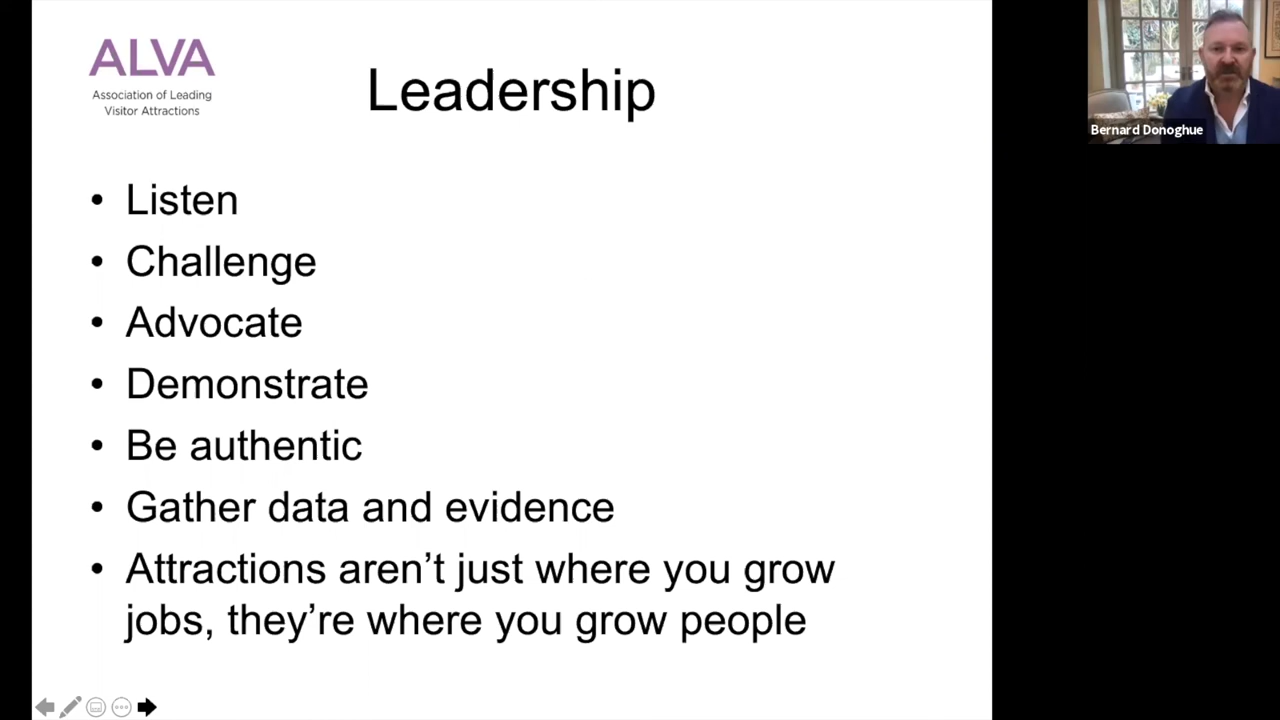 ALVA
Association of Leading
Visitor Attractions
Leadership
Bernard Donoghue
• Listen
• Challenge
• Advocate
• Demonstrate
• Be authentic
• Gather data and evidence
• Attractions aren’t just where you grow
jobs, they’re where you grow people